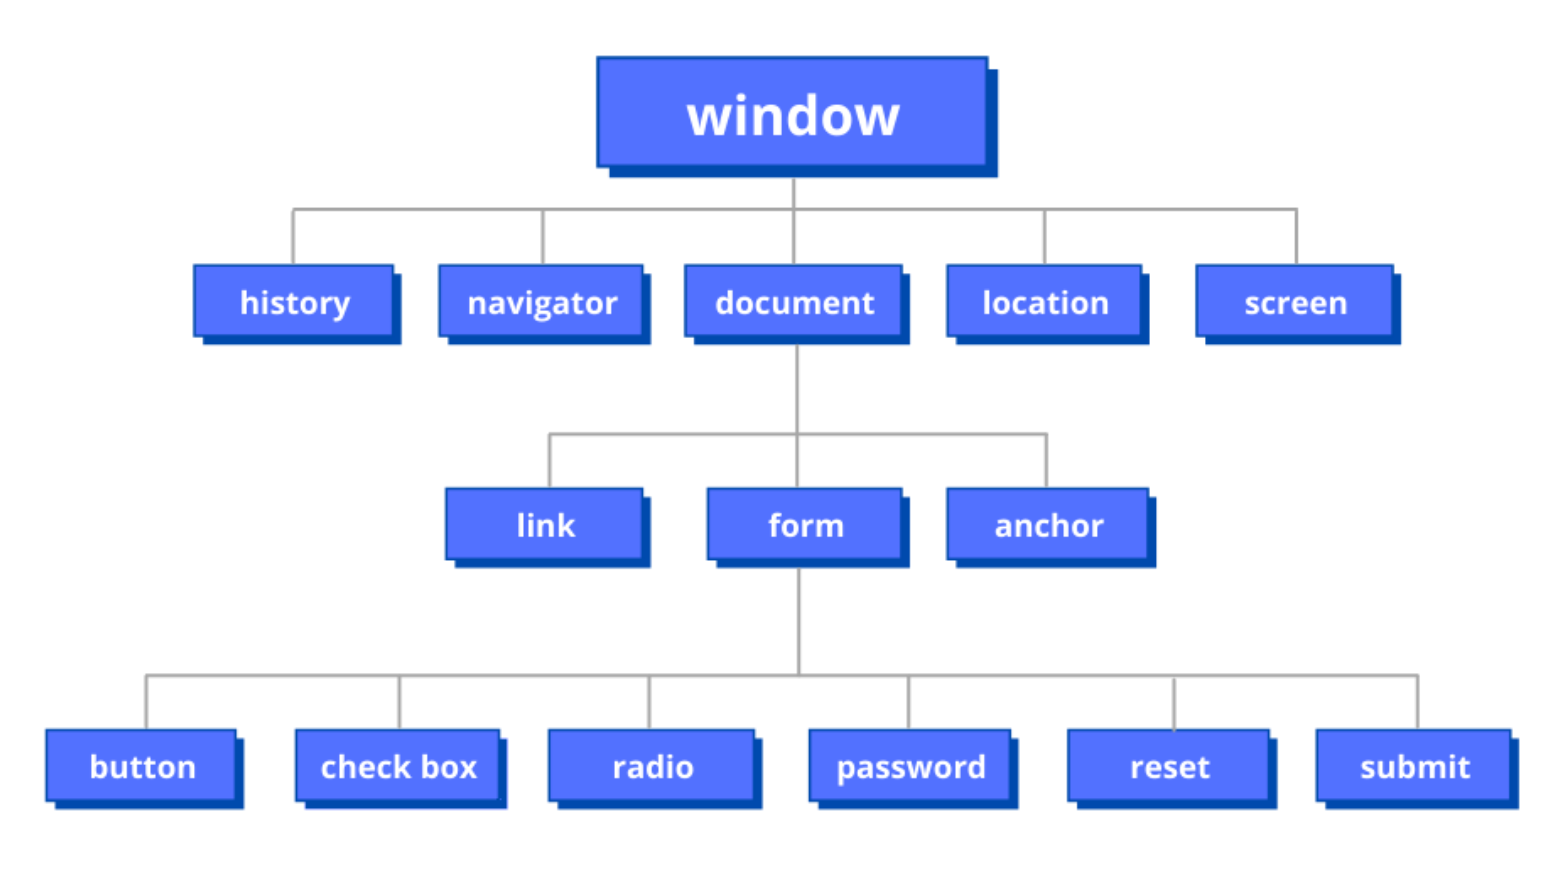 window
history
navigator
document
location
screen
link
form
anchor
button
check box
radio
password
reset
submit